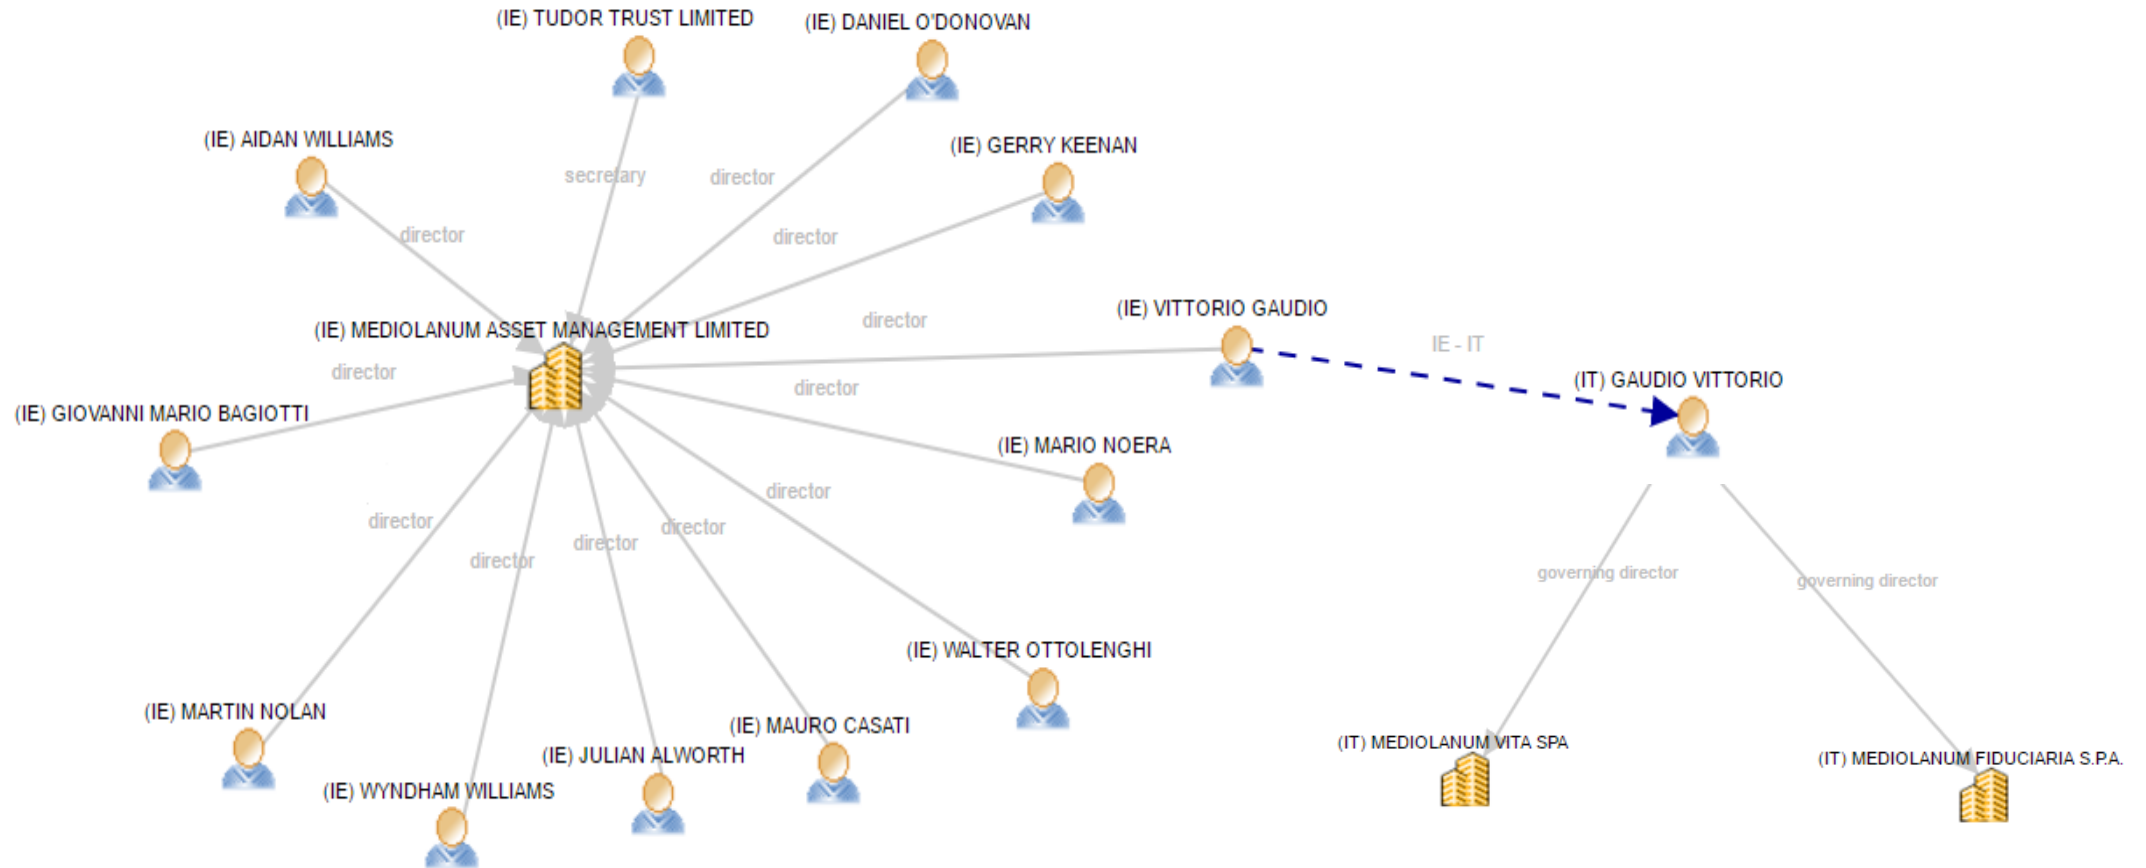 (IE) TUDOR TRUST LIMITED
(IE) DANIEL O'DONOVAN
(IE) AIDAN WILLIAMS
(IE) GERRY KEENAN
secretary
director
director
director
(IE) VITTORIO GAUDIO
director
(IE) MEDIOLANUM ASSET MANAGEMENT LIMITED
IE - IT
director
(IT) GAUDIO VITTORIO
director
(IE) GIOVANNI MARIO BAGIOTTI
(IE) MARIO NOERA
director
director
director
director
director
governing director
governing director
(IE) WALTER OTTOLENGHI
(IE) MARTIN NOLAN
(IE) MAURO CASATI
(IT) MEDIOLANUM VITA SPA
(IE) JULIAN ALWORTH
(IT) MEDIOLANUM FIDUCIARIA S.P.A.
(IE) WYNDHAM WILLIAMS